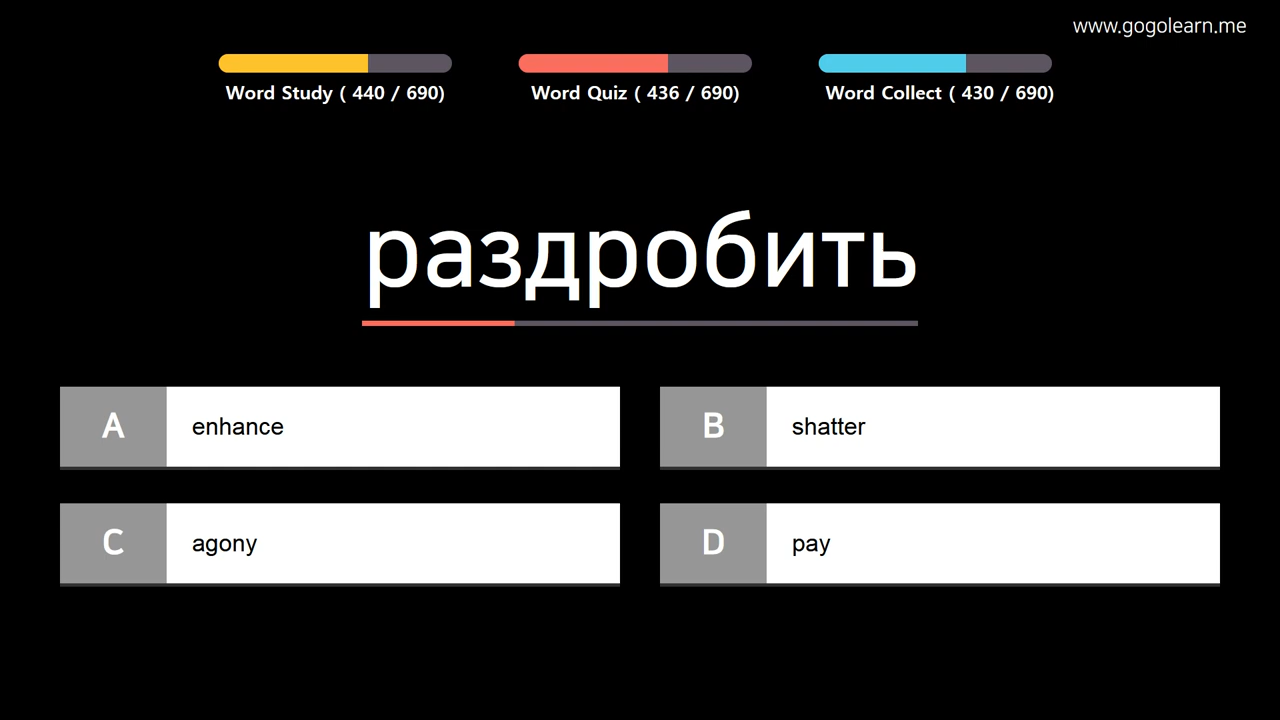 www.gogolearn.me
Word Study ( 440 / 690)
Word Quiz ( 436 / 690)
Word Collect ( 430 / 690)
раздробить
A enhance
B shatter
C agony
D pay